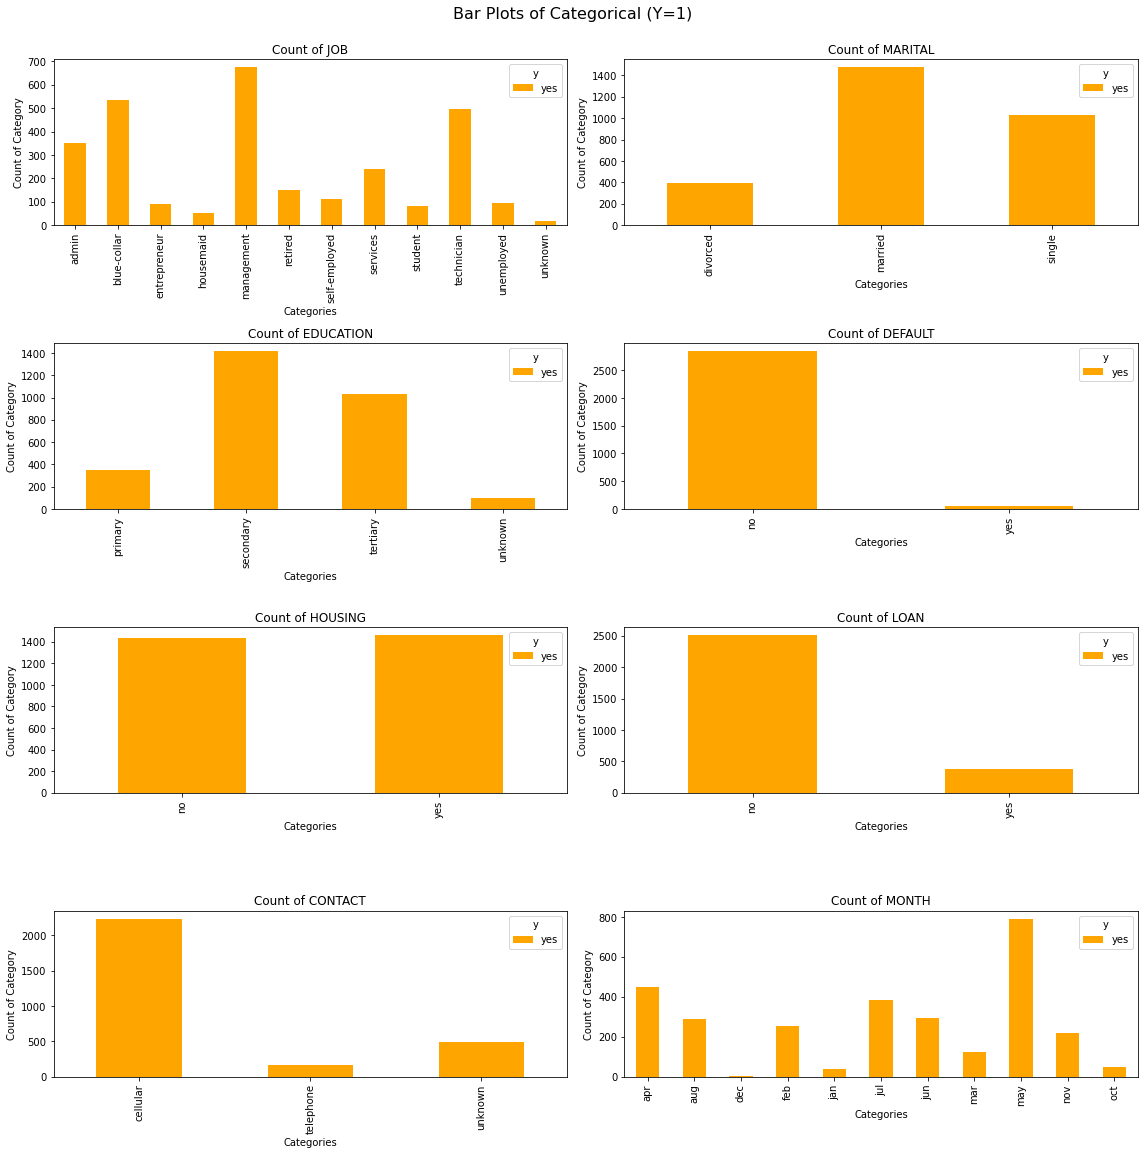 Bar Plots of Categorical (Y=1)
Count of JOB
Count of Category
700
600
500
400
300
200
100
0
y
yes
admin
blue-collar
entrepreneur
housemaid
management
retired
self-employed
services
student
technician
unemployed
unknown
Categories
Count of MARITAL
Count of Category
1400
1200
1000
800
600
400
200
0
y
yes
divorced
married
single
Categories
Count of EDUCATION
Count of Category
1400
1200
1000
800
600
400
200
0
y
yes
primary
secondary
tertiary
unknown
Categories
Count of DEFAULT
Count of Category
2500
2000
1500
1000
500
0
y
yes
no
yes
Categories
Count of HOUSING
Count of Category
1400
1200
1000
800
600
400
200
0
y
yes
no
yes
Categories
Count of LOAN
Count of Category
2500
2000
1500
1000
500
0
y
yes
no
yes
Categories
Count of CONTACT
Count of Category
2000
1500
1000
500
0
y
yes
cellular
telephone
unknown
Categories
Count of MONTH
Count of Category
800
600
400
200
0
y
yes
apr
aug
dec
feb
jan
jul
jun
mar
may
nov
oct
Categories